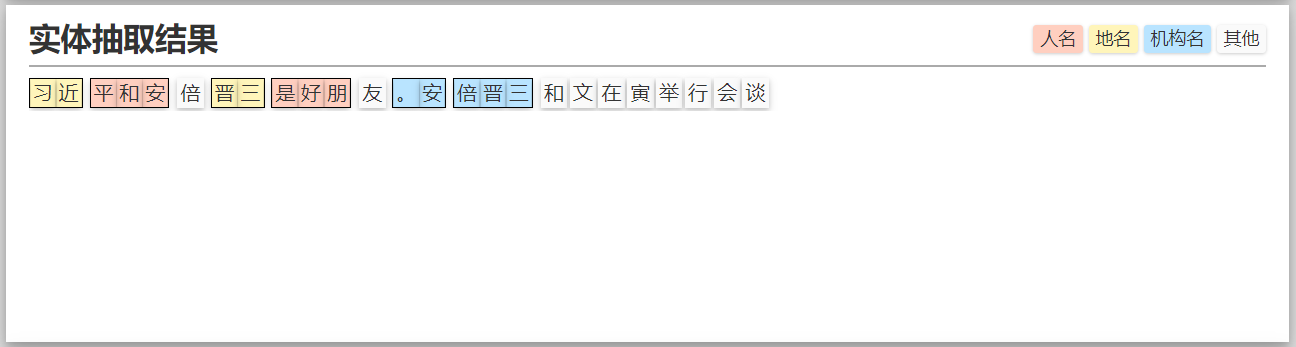 实体抽取结果 人名 地名 机构名 其他
习近 平和安 倍 晋三 是好朋 友 。安 倍晋三 和 文 在 寅 举 行 会 谈